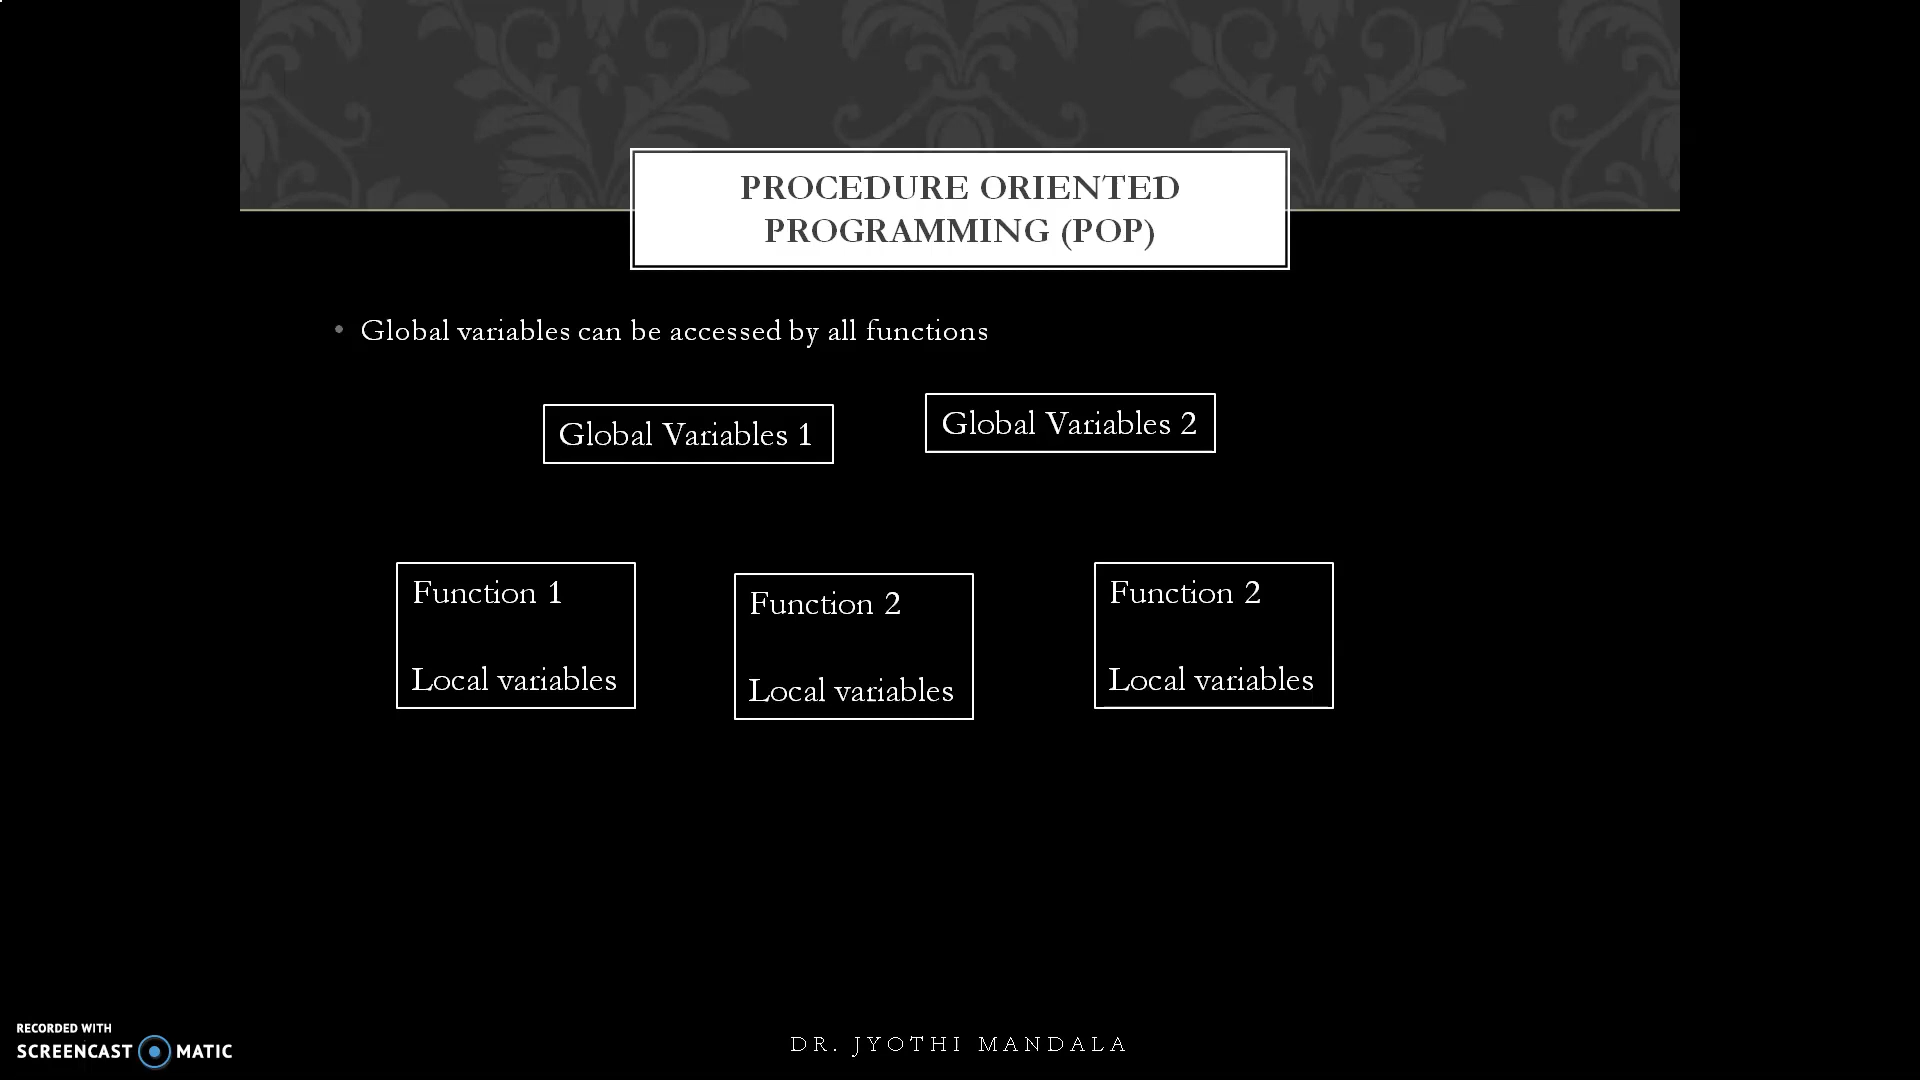 PROCEDURE ORIENTED
PROGRAMMING (POP)
• Global variables can be accessed by all functions
Global Variables 1
Global Variables 2
Function 1
Local variables
Function 2
Local variables
Function 2
Local variables
RECORDED WITH
SCREENCAST MATIC
DR. JYOTHI MANDALA